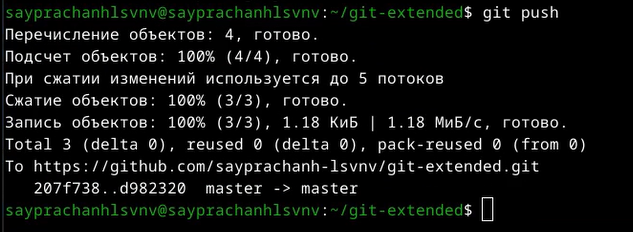 sayprachanhlsvnv@sayprachanhlsvnv:~/git-extended$ git push
Перечисление объектов: 4, готово.
Подсчет объектов: 100% (4/4), готово.
При сжатии изменений используется до 5 потоков
Сжатие объектов: 100% (3/3), готово.
Запись объектов: 100% (3/3), 1.18 КиБ | 1.18 МиБ/с, готово.
Total 3 (delta 0), reused 0 (delta 0), pack-reused 0 (from 0)
To https://github.com/sayprachanh-lsvnv/git-extended.git
   207f738..d982320  master -> master
sayprachanhlsvnv@sayprachanhlsvnv:~/git-extended$